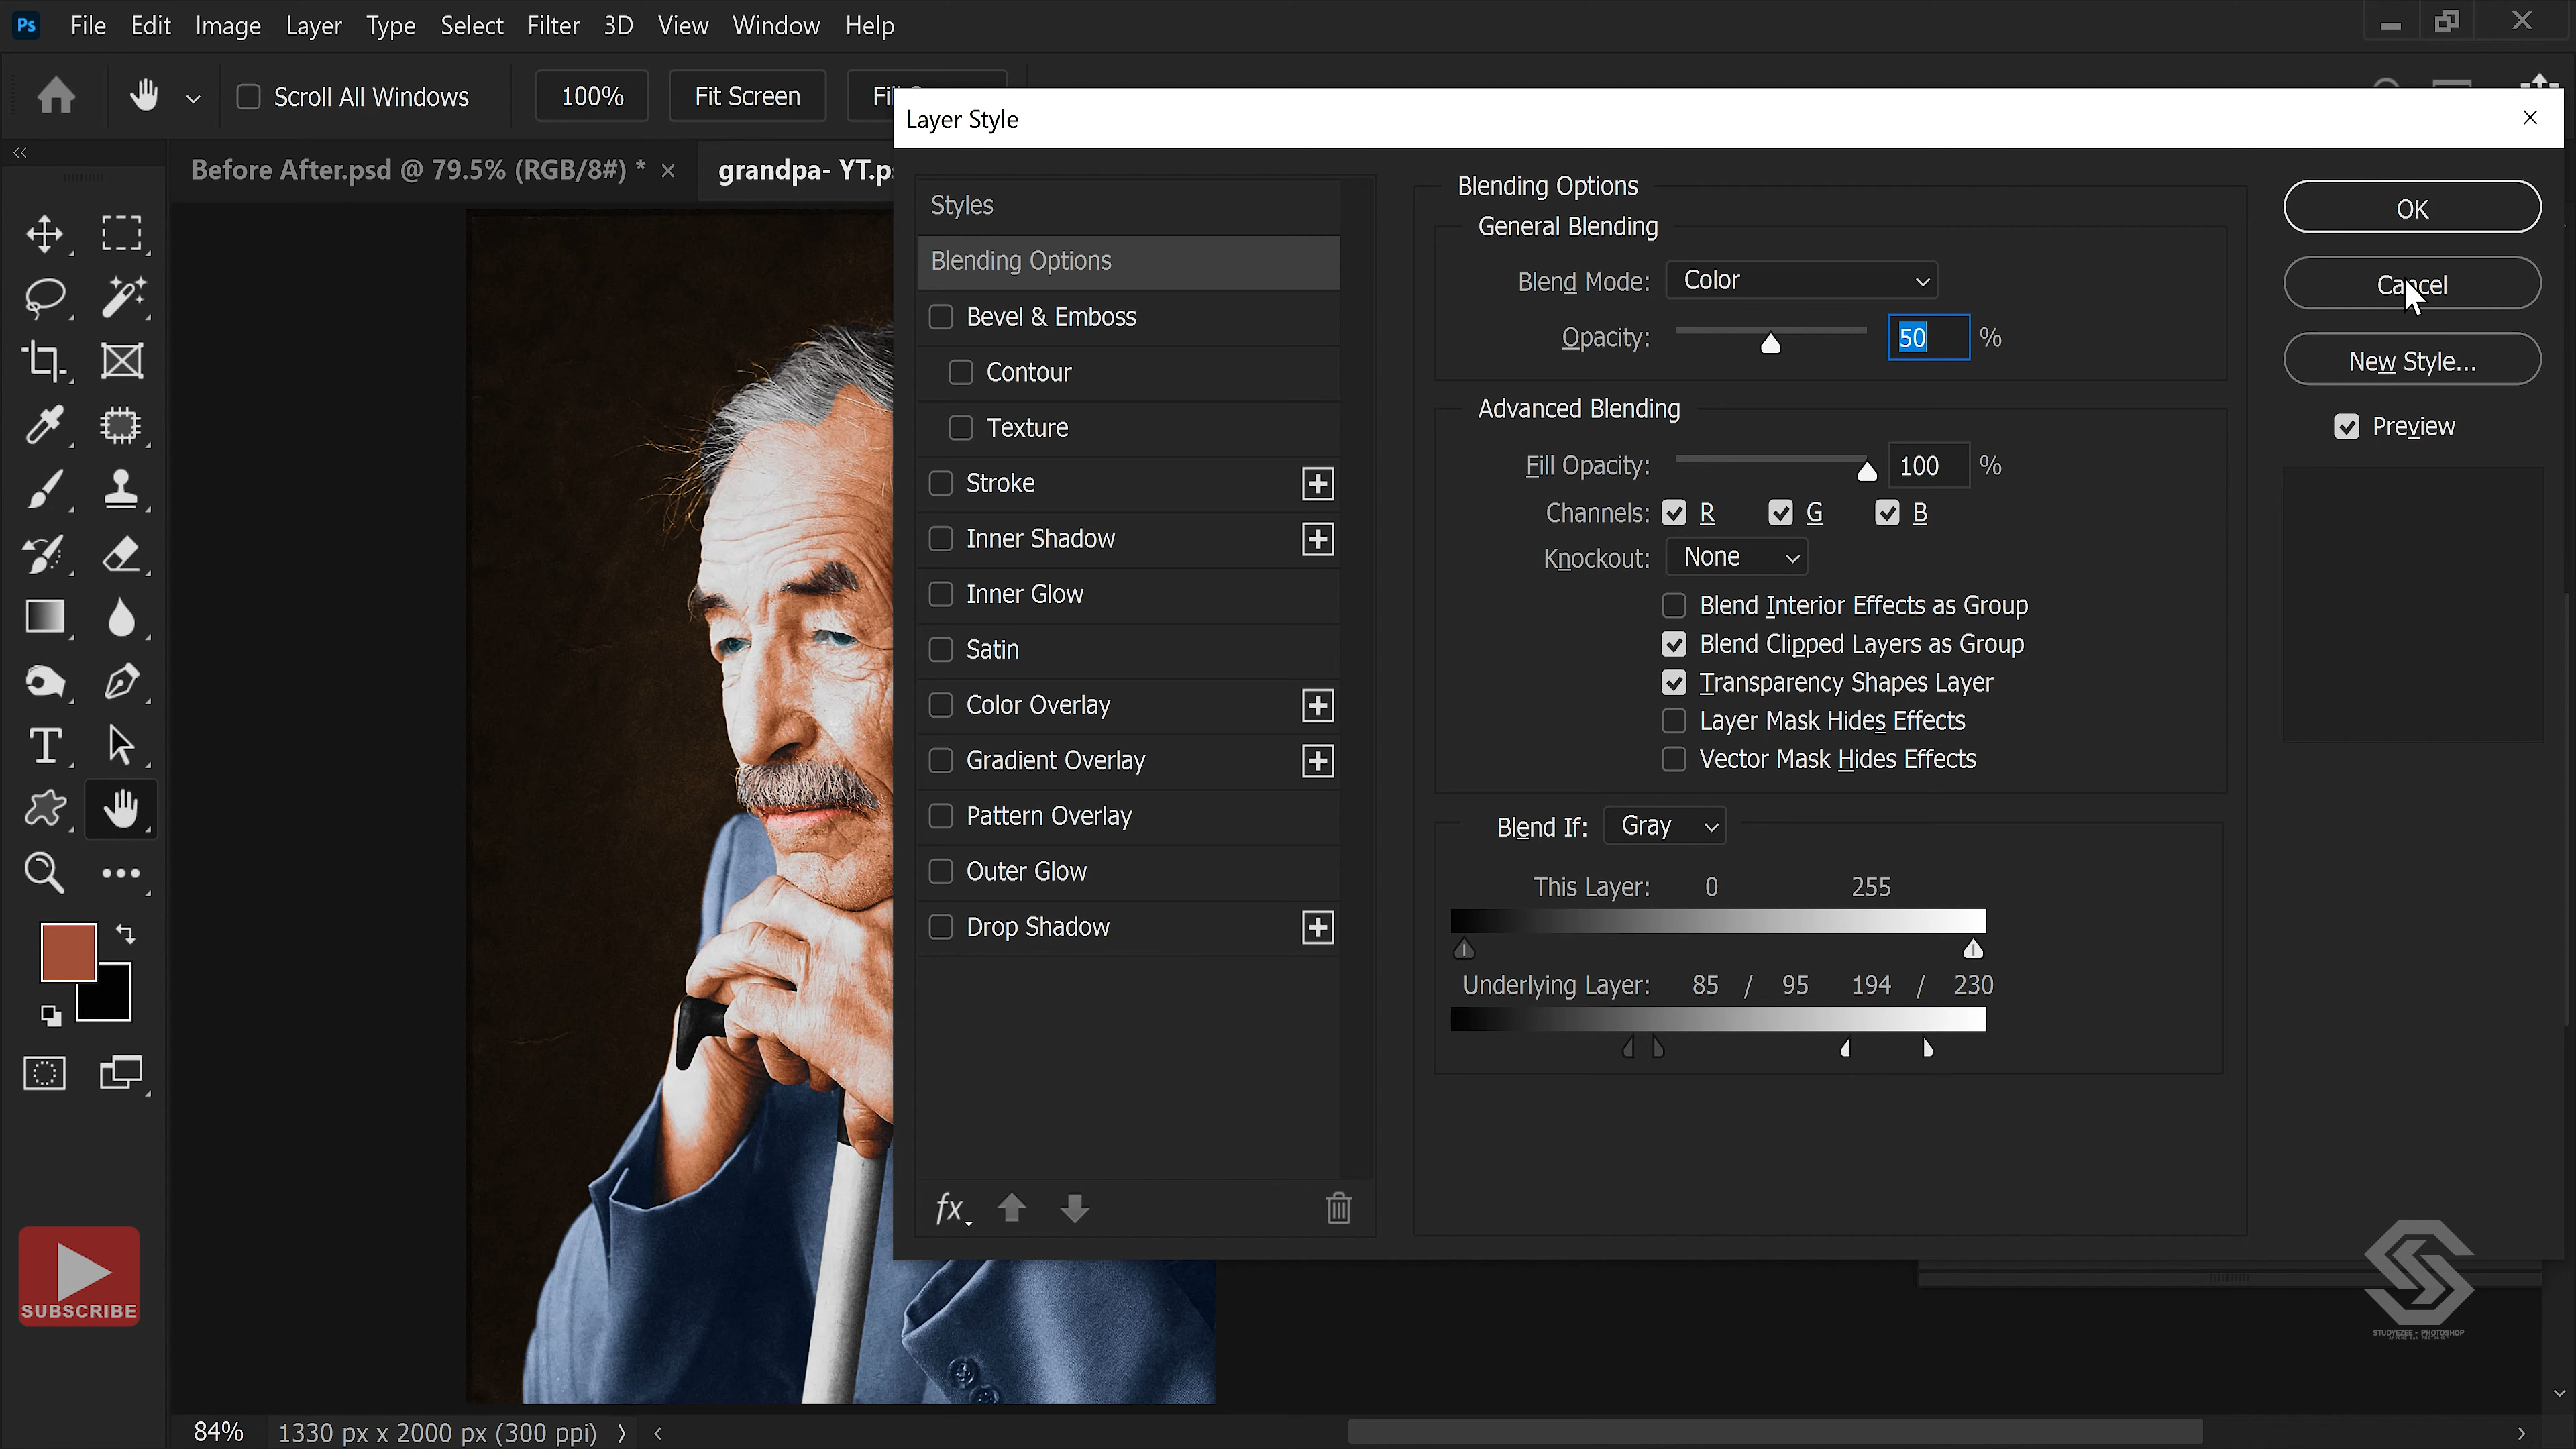 Ps File Edit Image Layer Type Select Filter 3D View Window Help
Scroll All Windows 100% Fit Screen
Layer Style
Before After.psd @ 79.5% (RGB/8#) * × grandpa- YT.p
Styles
Blending Options
Bevel & Emboss
Contour
Texture
Stroke
Inner Shadow
Inner Glow
Satin
Color Overlay
Gradient Overlay
Pattern Overlay
Outer Glow
Drop Shadow
fx
Blending Options
General Blending
Blend Mode: Color
Opacity: 50 %
Advanced Blending
Fill Opacity: 100 %
Channels: R G B
Knockout: None
Blend Interior Effects as Group
Blend Clipped Layers as Group
Transparency Shapes Layer
Layer Mask Hides Effects
Vector Mask Hides Effects
Blend If: Gray
This Layer: 0 255
Underlying Layer: 85 / 95 194 / 230
OK
Cancel
New Style...
Preview
SUBSCRIBE
STUDYEZEE - PHOTOSHOP
84% 1330 px x 2000 px (300 ppi)